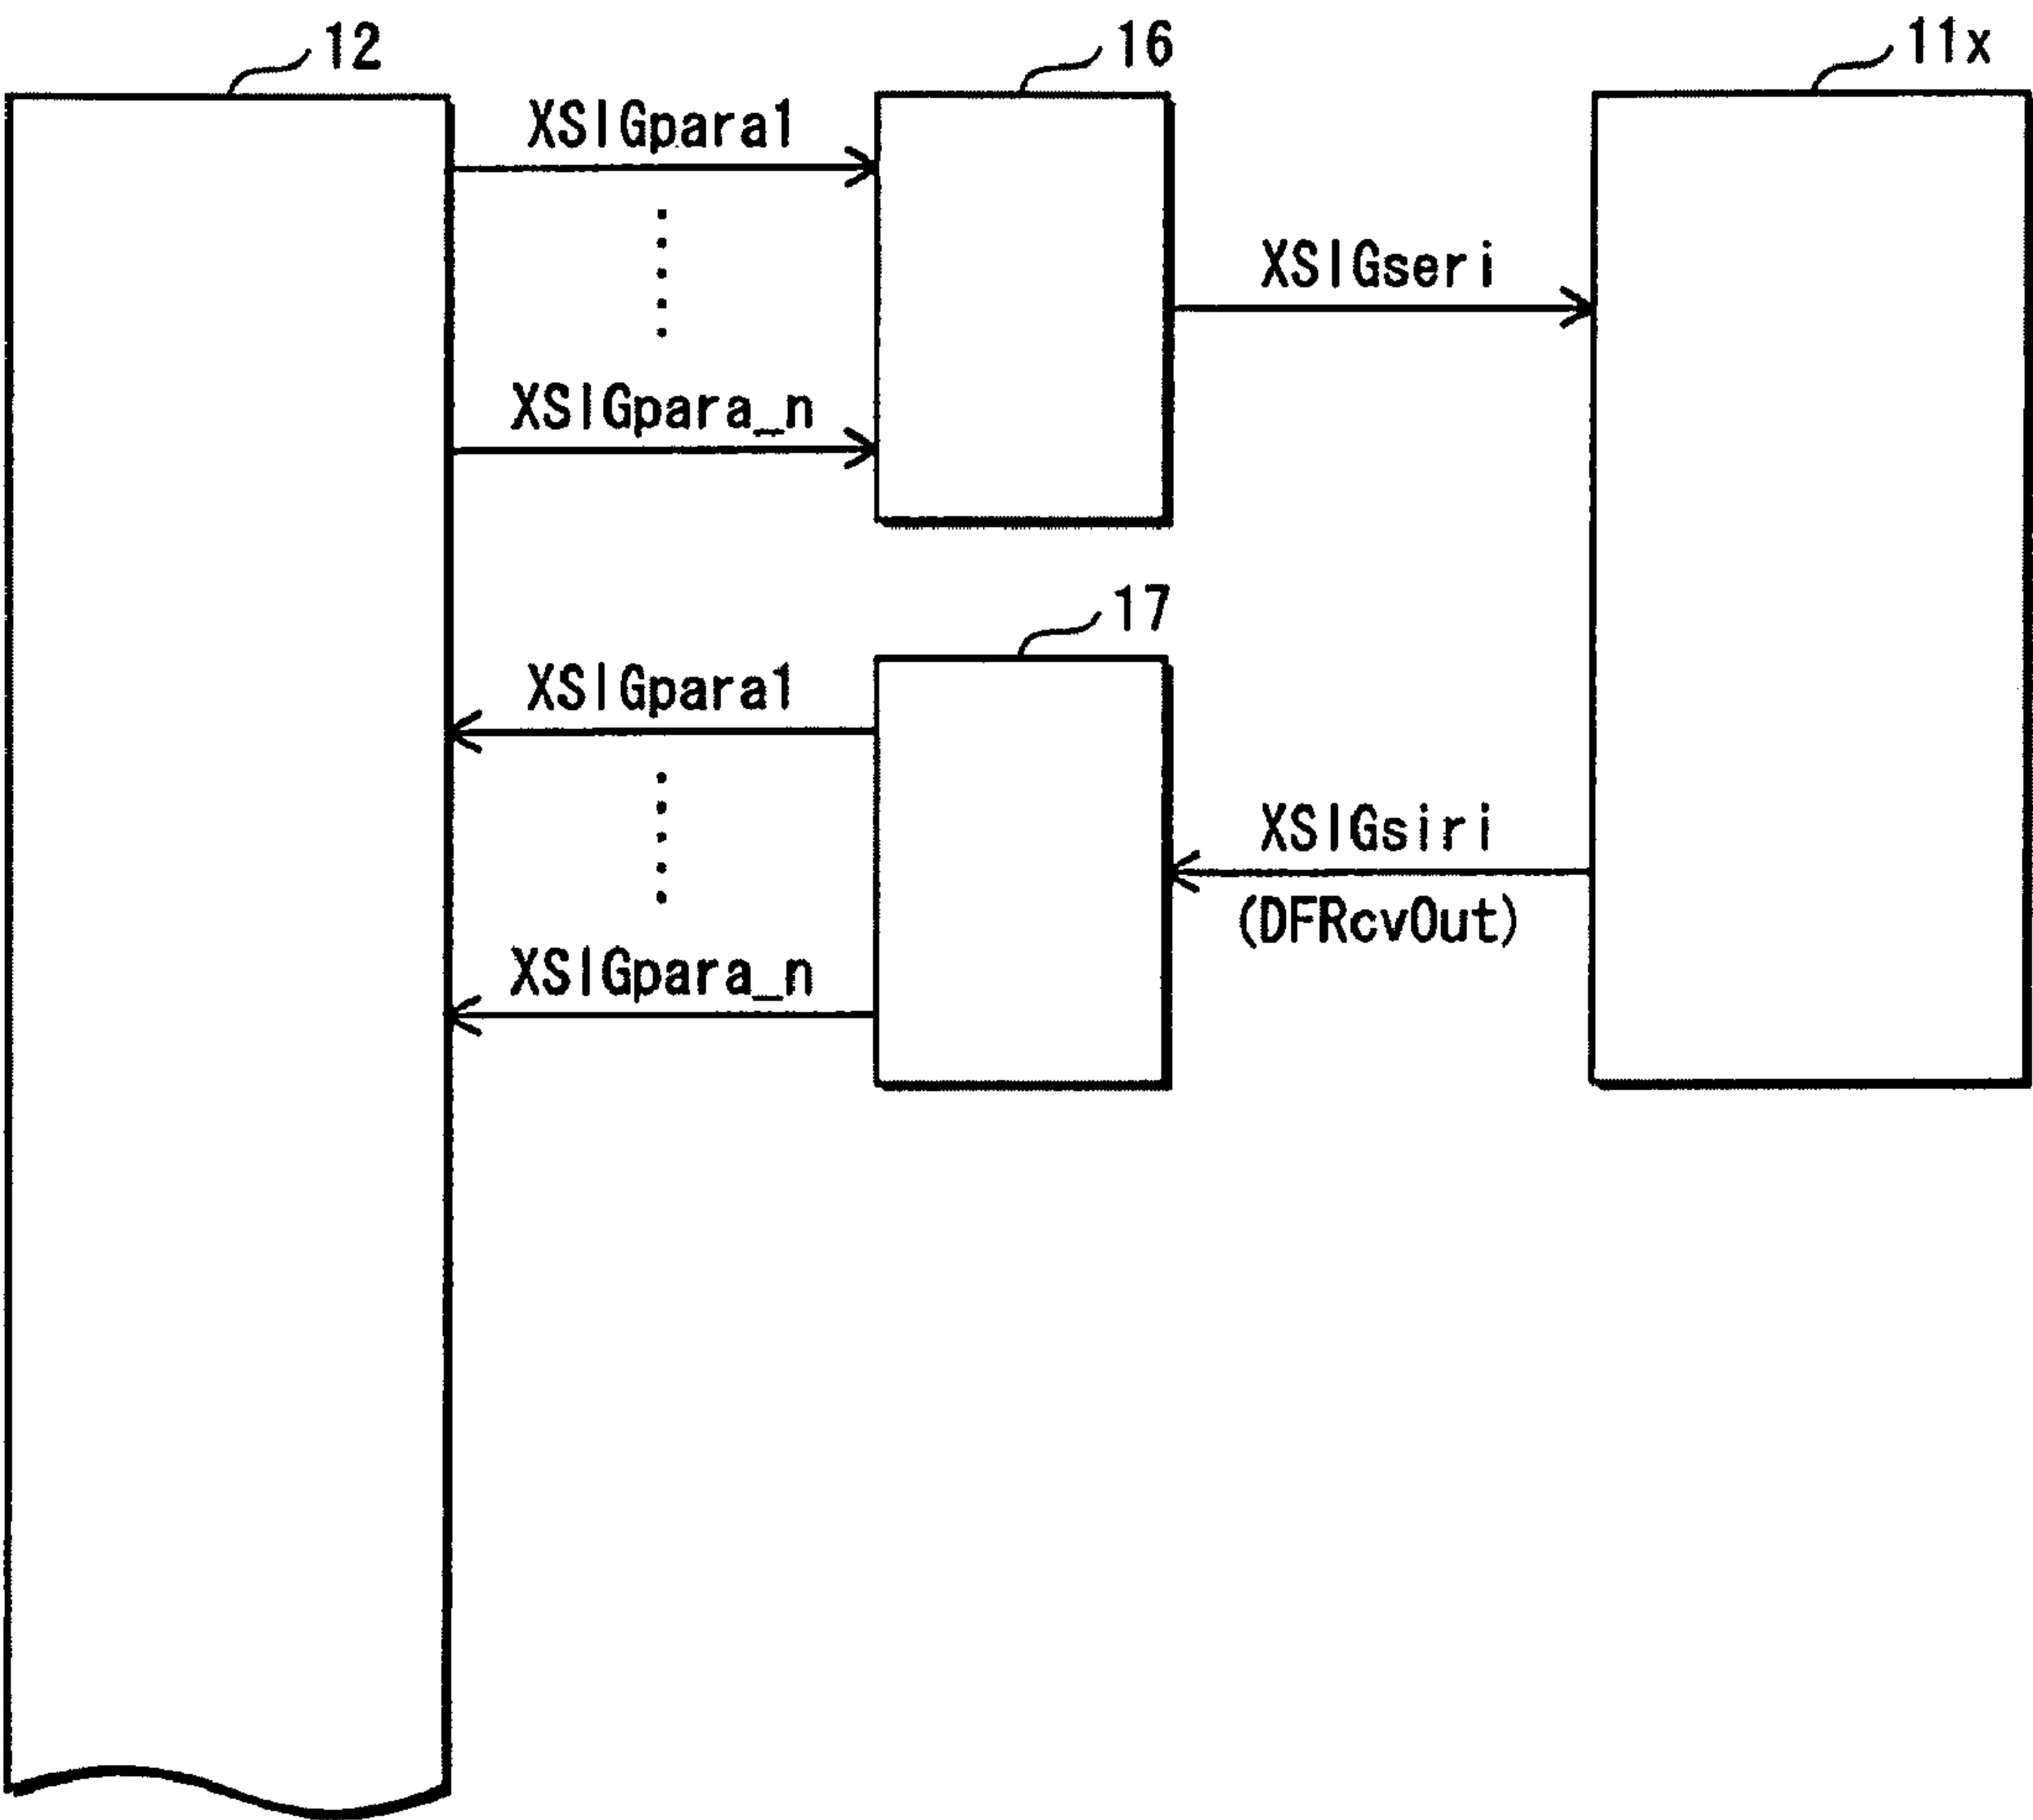 12
16
11x
XSIGpara1
XSIGseri
XSIGpara_n
17
XSIGpara1
XSIGsiri
(DFRcvOut)
XSIGpara_n